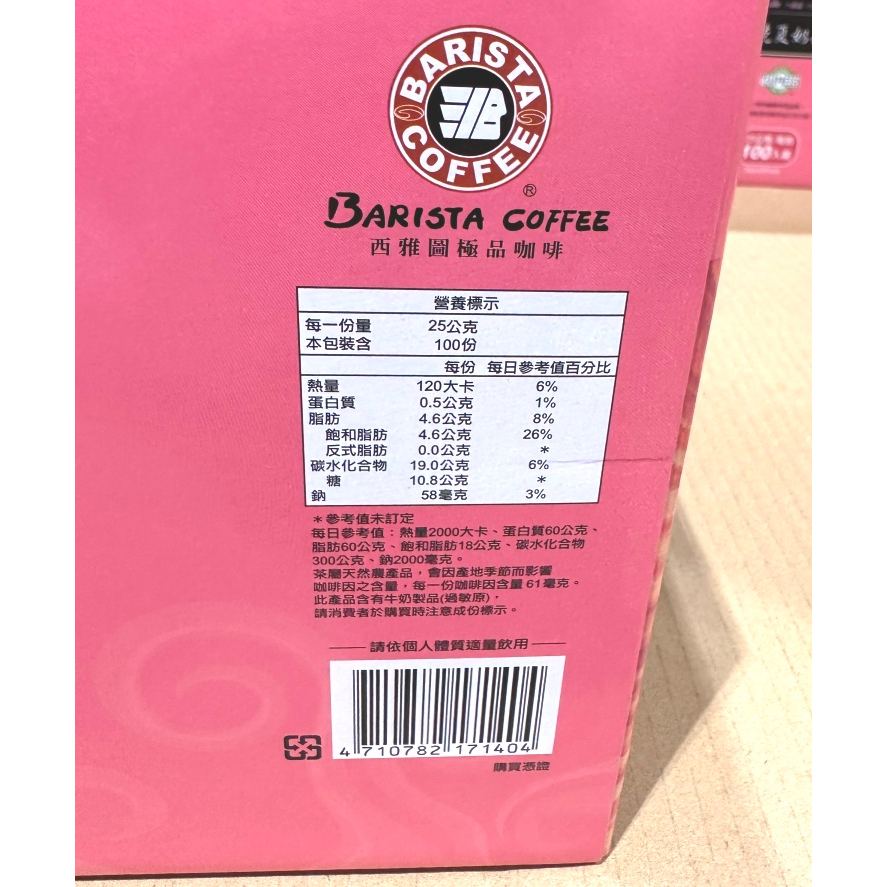 BARISTA COFFEE
®
BARISTA COFFEE
西雅圖極品咖啡
營養標示
每一份量 25公克
本包裝含 100份
每份 每日參考值百分比
熱量 120大卡 6%
蛋白質 0.5公克 1%
脂肪 4.6公克 8%
飽和脂肪 4.6公克 26%
反式脂肪 0.0公克 *
碳水化合物 19.0公克 6%
糖 10.8公克 *
鈉 58毫克 3%
*參考值未訂定
每日參考值：熱量2000大卡、蛋白質60公克、
脂肪60公克、飽和脂肪18公克、碳水化合物
300公克、鈉2000毫克。
茶屬天然農產品，會因產地季節而影響
咖啡因之含量，每一份咖啡因含量 61毫克。
此產品含有牛奶製品(過敏原)，
請消費者於購買時注意成份標示。
請依個人體質適量飲用
4 710782 171404
購買憑證
100